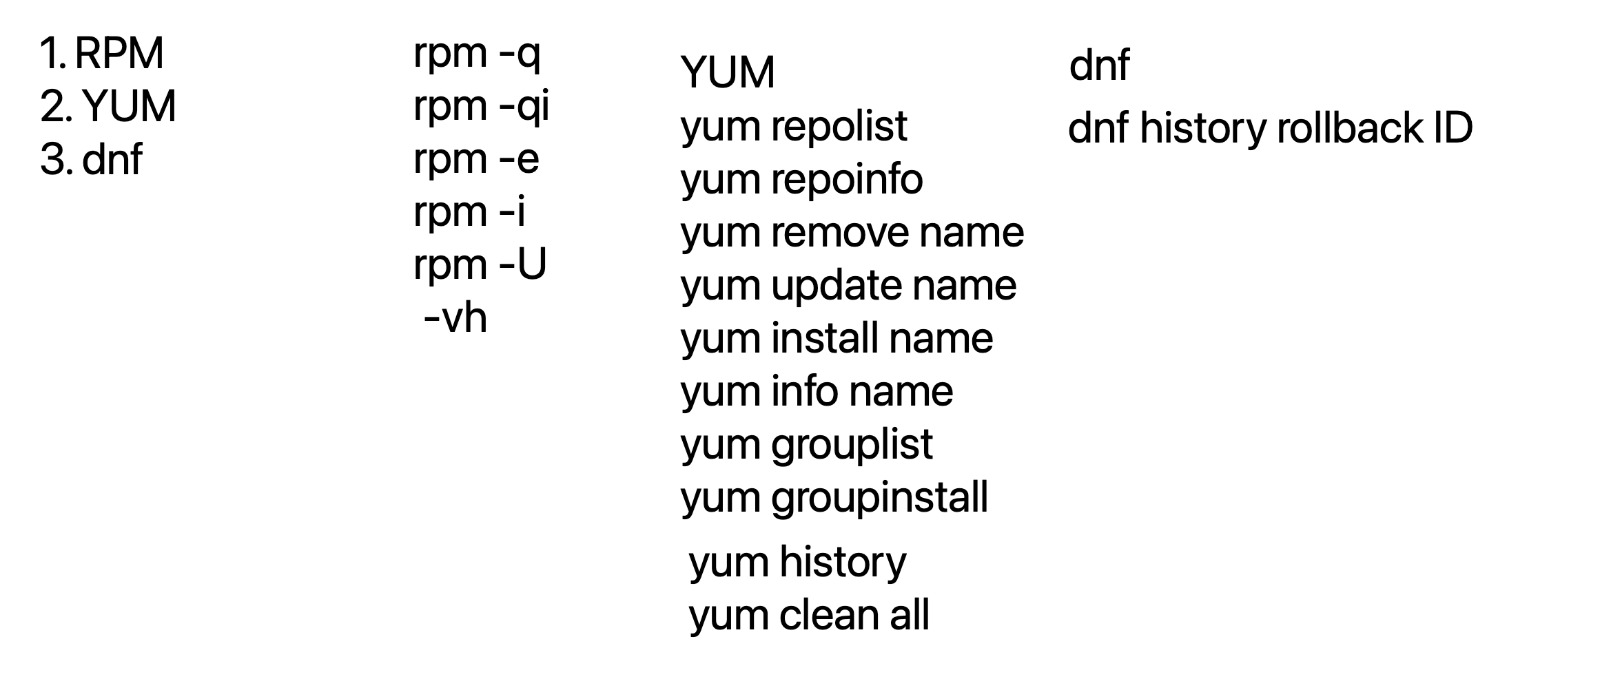 1. RPM
2. YUM
3. dnf
rpm -q
rpm -qi
rpm -e
rpm -i
rpm -U
-vh
YUM
yum repolist
yum repoinfo
yum remove name
yum update name
yum install name
yum info name
yum grouplist
yum groupinstall
yum history
yum clean all
dnf
dnf history rollback ID